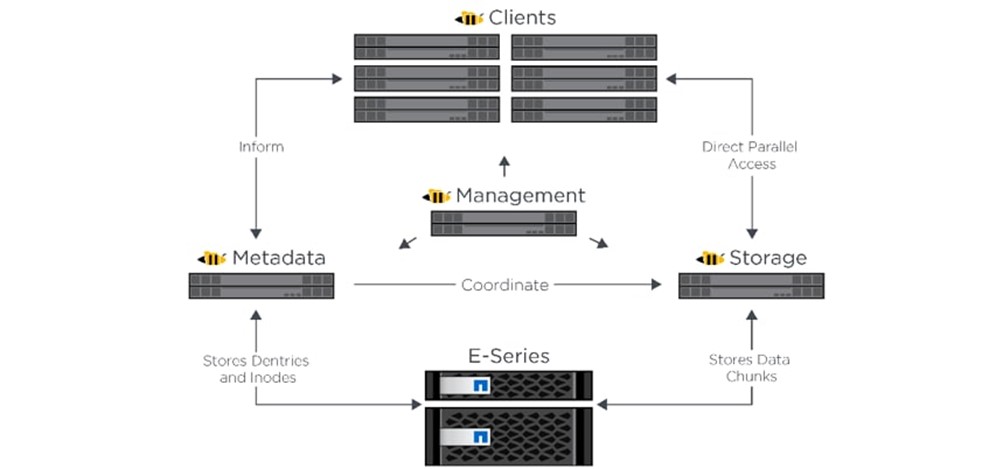 Clients
Inform
Direct Parallel
Access
Management
Metadata
Storage
Coordinate
E-Series
Stores Dentries
and Inodes
Stores Data
Chunks